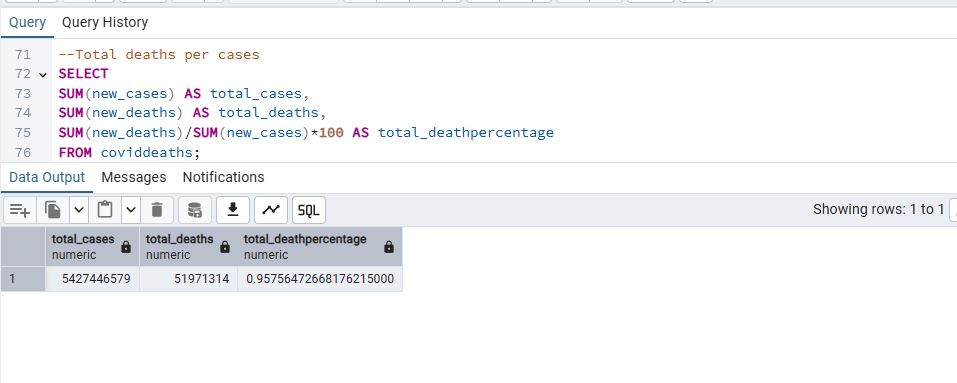 Query Query History
71 --Total deaths per cases
72 SELECT
73 SUM(new_cases) AS total_cases,
74 SUM(new_deaths) AS total_deaths,
75 SUM(new_deaths)/SUM(new_cases)*100 AS total_deathpercentage
76 FROM coviddeaths;
Data Output Messages Notifications
SQL Showing rows: 1 to 1
total_cases total_deaths total_deathpercentage
numeric numeric numeric
1 5427446579 51971314 0.95756472668176215000